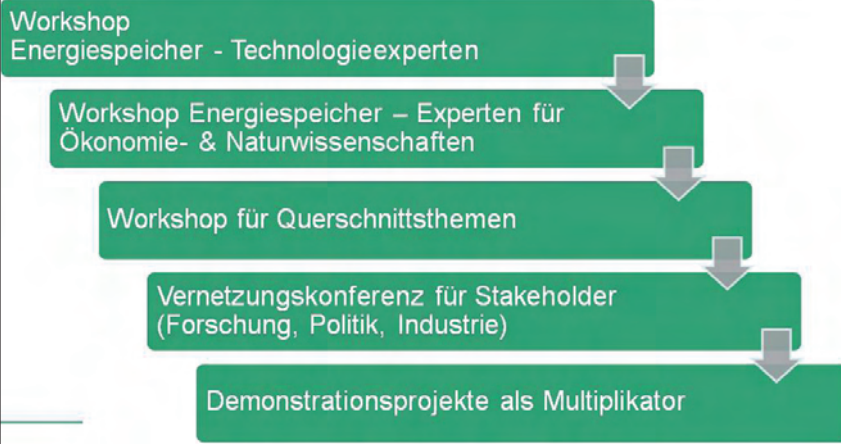 Workshop
Energiespeicher - Technologieexperten
Workshop Energiespeicher – Experten für
Ökonomie- & Naturwissenschaften
Workshop für Querschnittsthemen
Vernetzungskonferenz für Stakeholder
(Forschung, Politik, Industrie)
Demonstrationsprojekte als Multiplikator